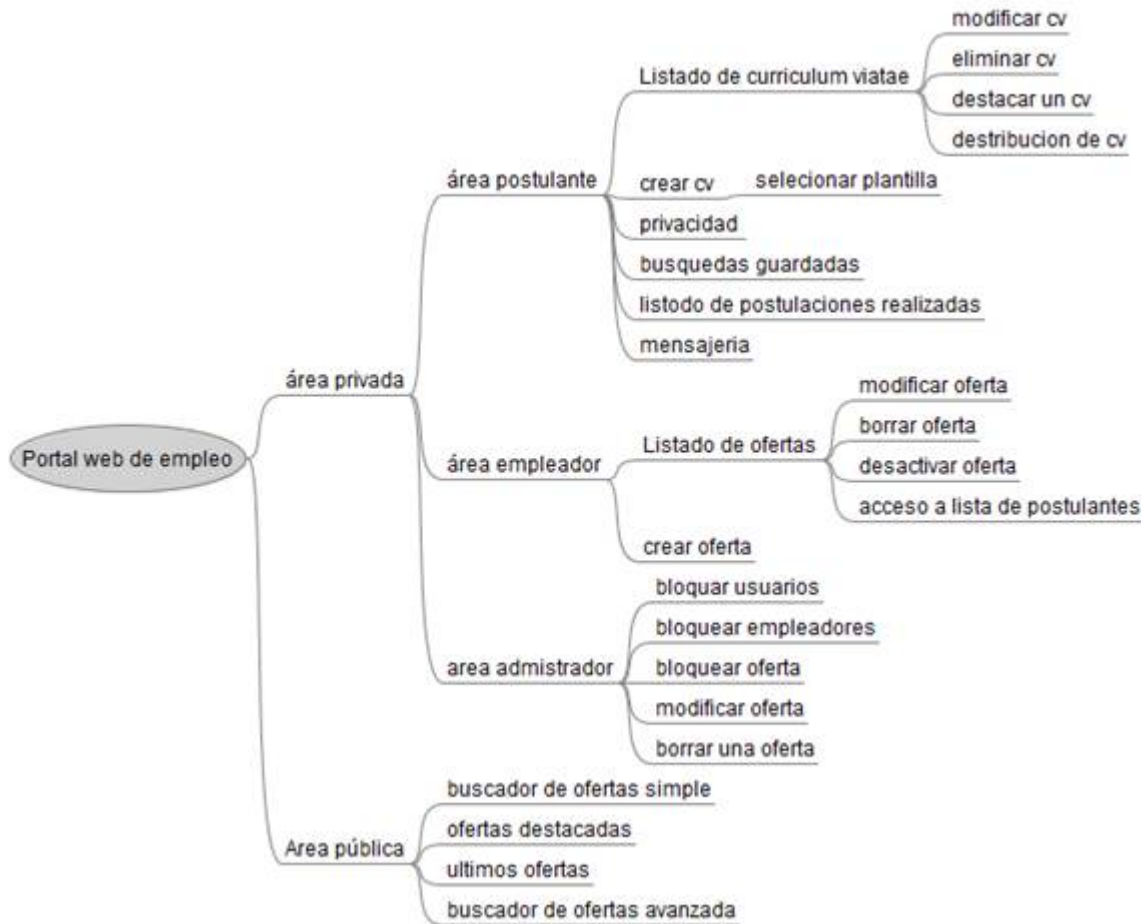 modificar cv
eliminar cv
Listado de curriculum viatae
destacar un cv
destribucion de cv
área postulante
crear cv
selecionar plantilla
privacidad
busquedas guardadas
listodo de postulaciones realizadas
mensajeria
área privada
modificar oferta
borrar oferta
Listado de ofertas
desactivar oferta
acceso a lista de postulantes
Portal web de empleo
área empleador
crear oferta
bloquar usuarios
bloquear empleadores
area admistrador
bloquear oferta
modificar oferta
borrar una oferta
buscador de ofertas simple
ofertas destacadas
Area pública
ultimos ofertas
buscador de ofertas avanzada